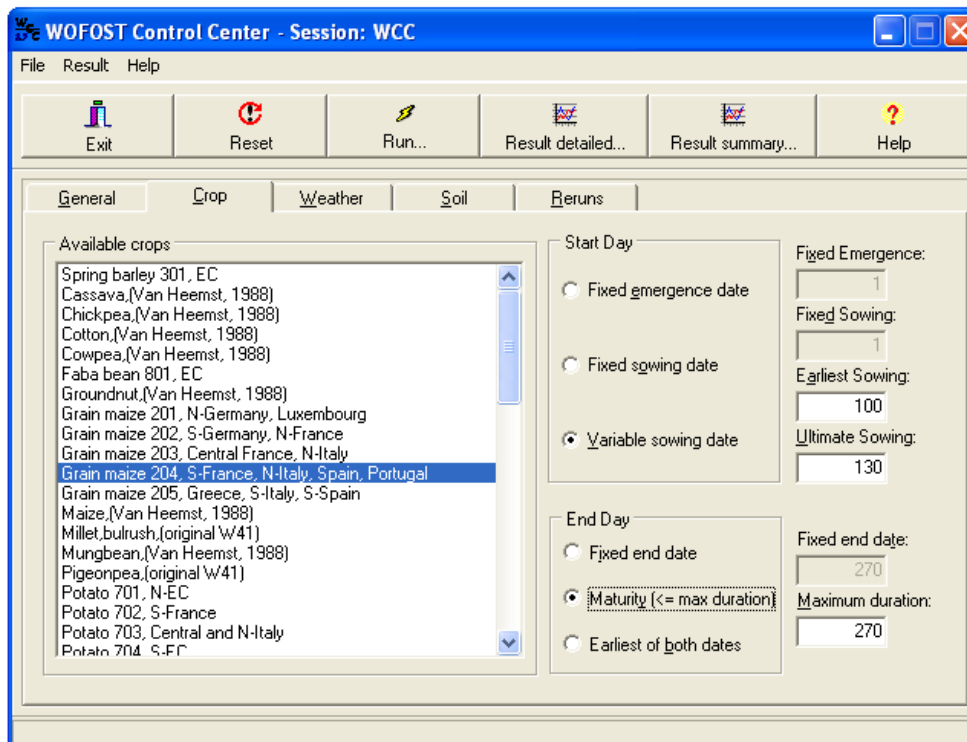 WOFOST Control Center - Session: WCC
File Result Help
Exit Reset Run... Result detailed... Result summary... Help
General Crop Weather Soil Reruns
Available crops
Spring barley 301, EC
Cassava,(Van Heemst, 1988)
Chickpea,(Van Heemst, 1988)
Cotton,(Van Heemst, 1988)
Cowpea,(Van Heemst, 1988)
Faba bean 801, EC
Groundnut,(Van Heemst, 1988)
Grain maize 201, N-Germany, Luxembourg
Grain maize 202, S-Germany, N-France
Grain maize 203, Central France, N-Italy
Grain maize 204, S-France, N-Italy, Spain, Portugal
Grain maize 205, Greece, S-Italy, S-Spain
Maize,(Van Heemst, 1988)
Millet,bulrush,(original W41)
Mungbean,(Van Heemst, 1988)
Pigeonpea,(original W41)
Potato 701, N-EC
Potato 702, S-France
Potato 703, Central and N-Italy
Potato 704, S-EC
Start Day
Fixed emergence date
Fixed sowing date
Variable sowing date
Fixed Emergence:
1
Fixed Sowing:
1
Earliest Sowing:
100
Ultimate Sowing:
130
End Day
Fixed end date
Maturity (<= max duration)
Earliest of both dates
Fixed end date:
270
Maximum duration:
270